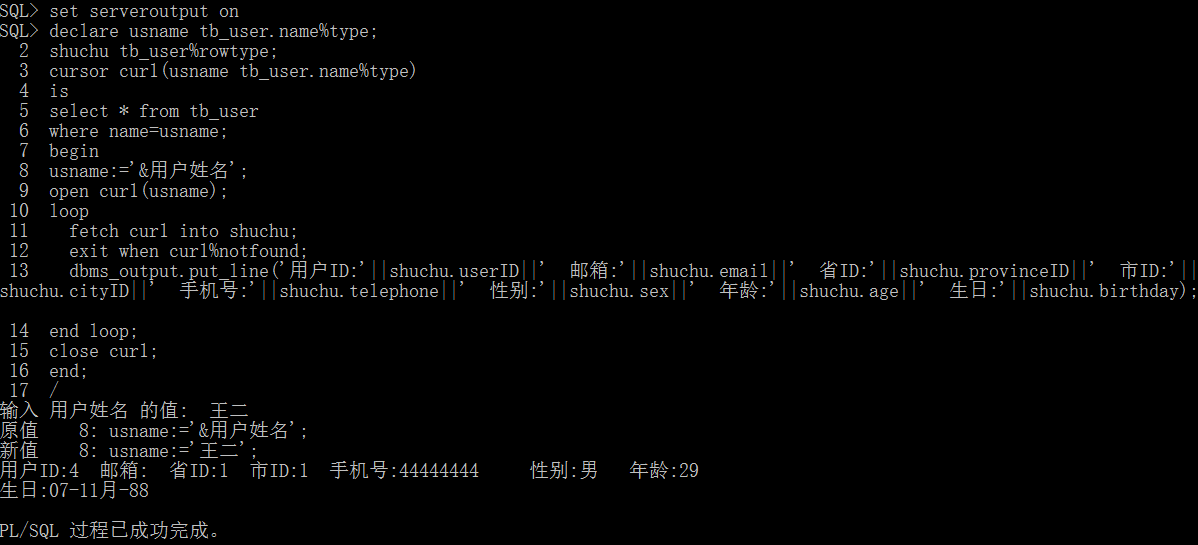 SQL> set serveroutput on
SQL> declare usname tb_user.name%type;
  2  shuchu tb_user%rowtype;
  3  cursor curl(usname tb_user.name%type)
  4  is
  5  select * from tb_user
  6  where name=usname;
  7  begin
  8  usname:='&用户姓名';
  9  open curl(usname);
 10  loop
 11    fetch curl into shuchu;
 12    exit when curl%notfound;
 13    dbms_output.put_line('用户ID:'||shuchu.userID||'  邮箱:'||shuchu.email||'  省ID:'||shuchu.provinceID||'  市ID:'||
shuchu.cityID||'  手机号:'||shuchu.telephone||'  性别:'||shuchu.sex||'  年龄:'||shuchu.age||'  生日:'||shuchu.birthday);
 14  end loop;
 15  close curl;
 16  end;
 17  /
输入 用户姓名 的值:  王二
原值    8: usname:='&用户姓名';
新值    8: usname:='王二';
用户ID:4  邮箱:  省ID:1  市ID:1  手机号:44444444     性别:男   年龄:29
生日:07-11月-88
PL/SQL 过程已成功完成。